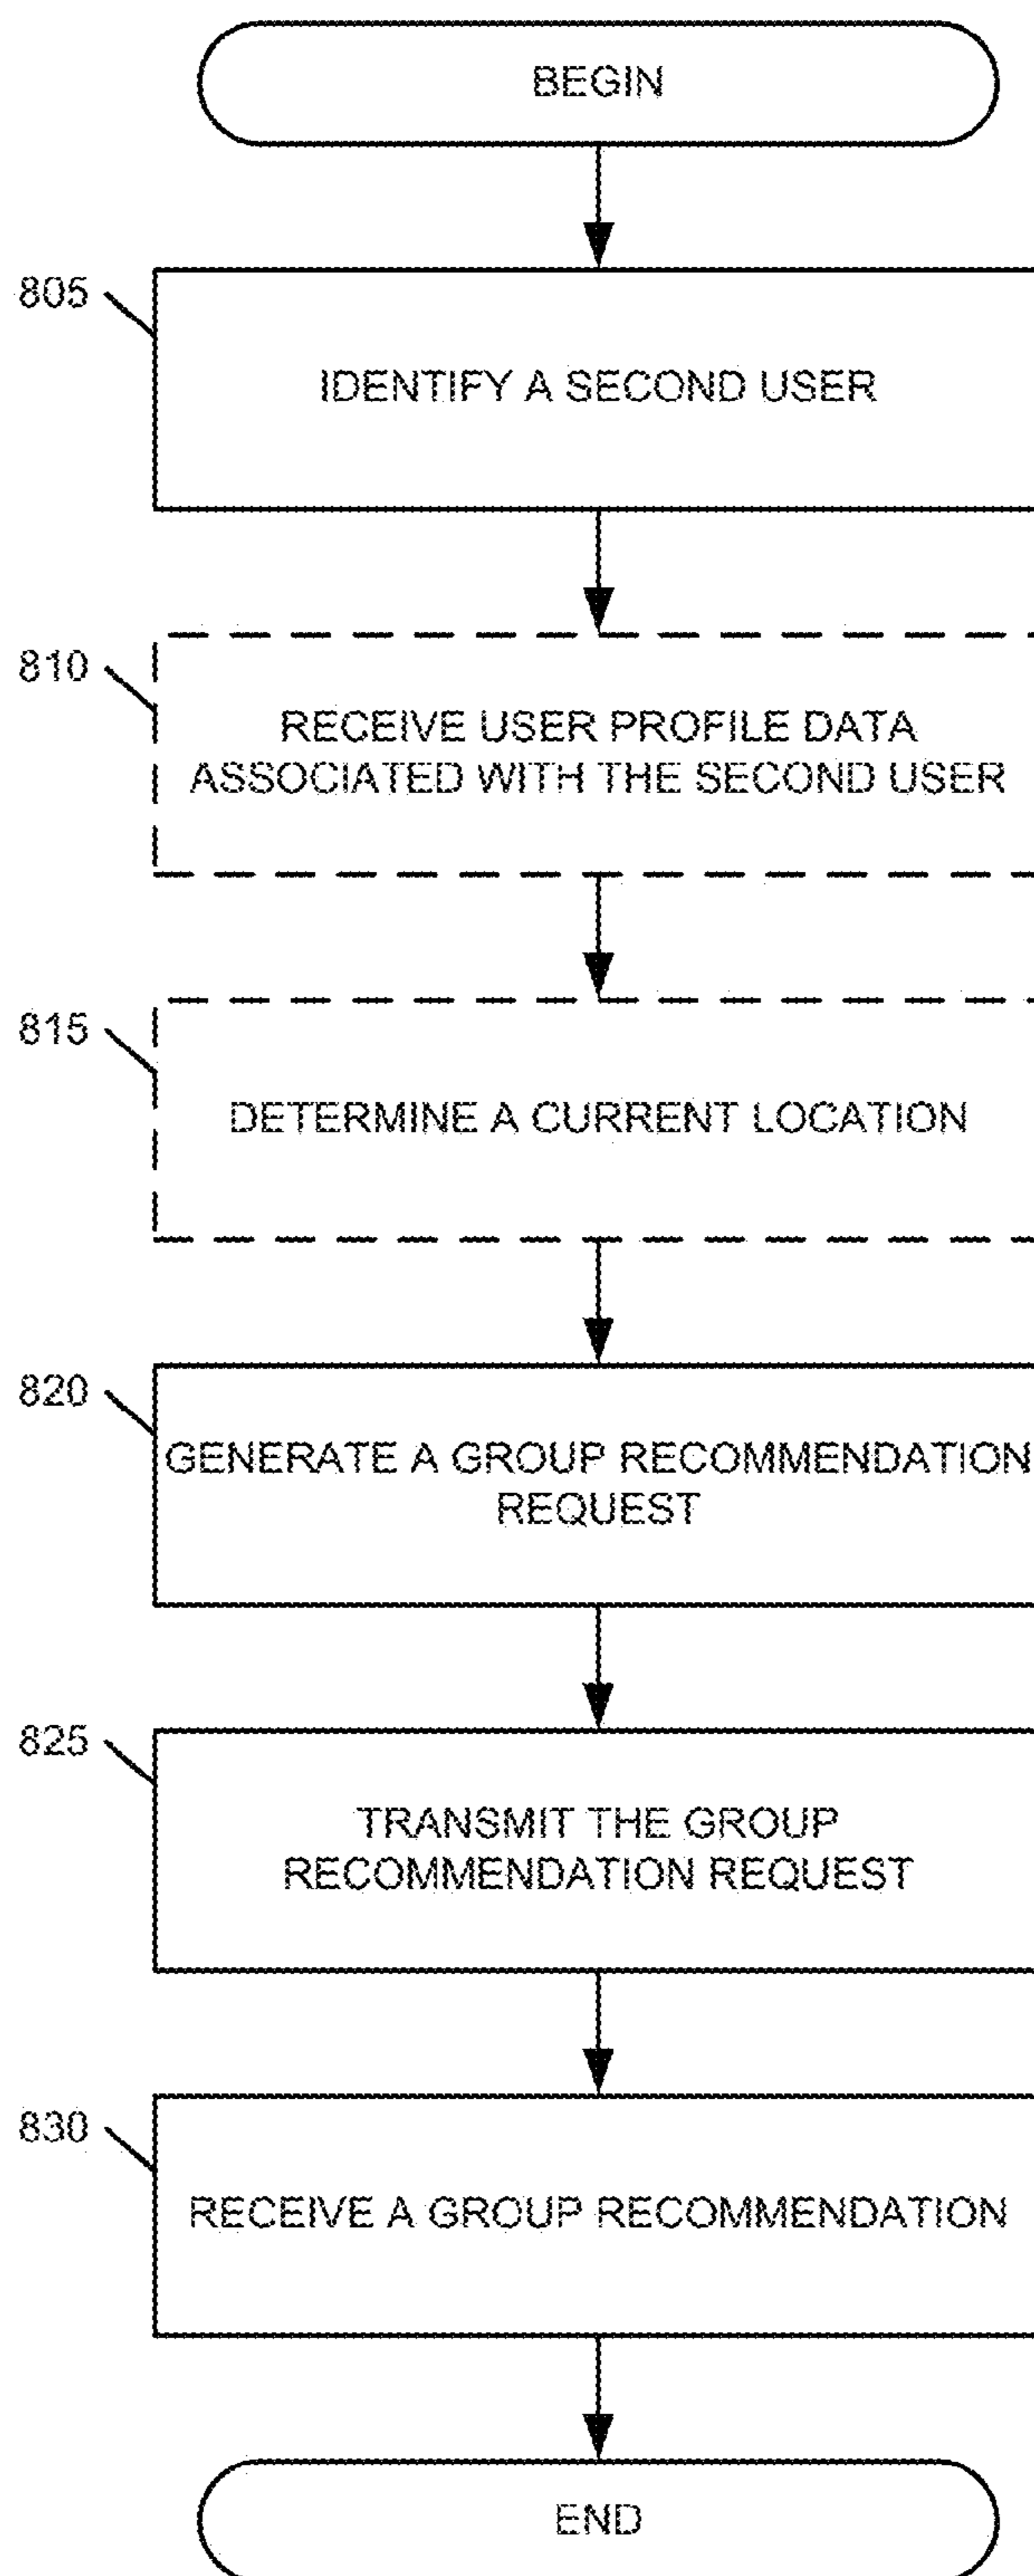 BEGIN
805
IDENTIFY A SECOND USER
810
RECEIVE USER PROFILE DATA
ASSOCIATED WITH THE SECOND USER
815
DETERMINE A CURRENT LOCATION
820
GENERATE A GROUP RECOMMENDATION
REQUEST
825
TRANSMIT THE GROUP
RECOMMENDATION REQUEST
830
RECEIVE A GROUP RECOMMENDATION
END